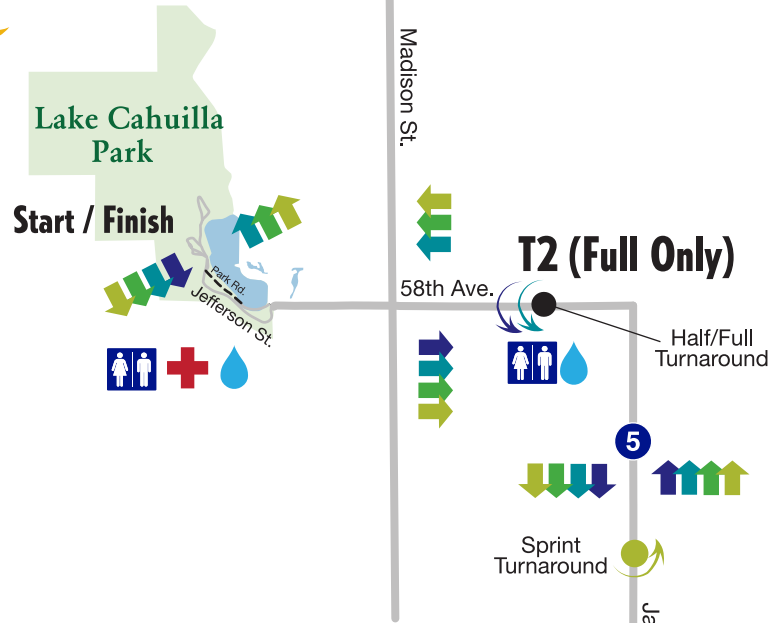 Madison St.
Lake Cahuilla
Park
Start / Finish
T2 (Full Only)
Park Rd.
58th Ave.
Jefferson St.
Half/Full
Turnaround
5
Sprint
Turnaround
Ja